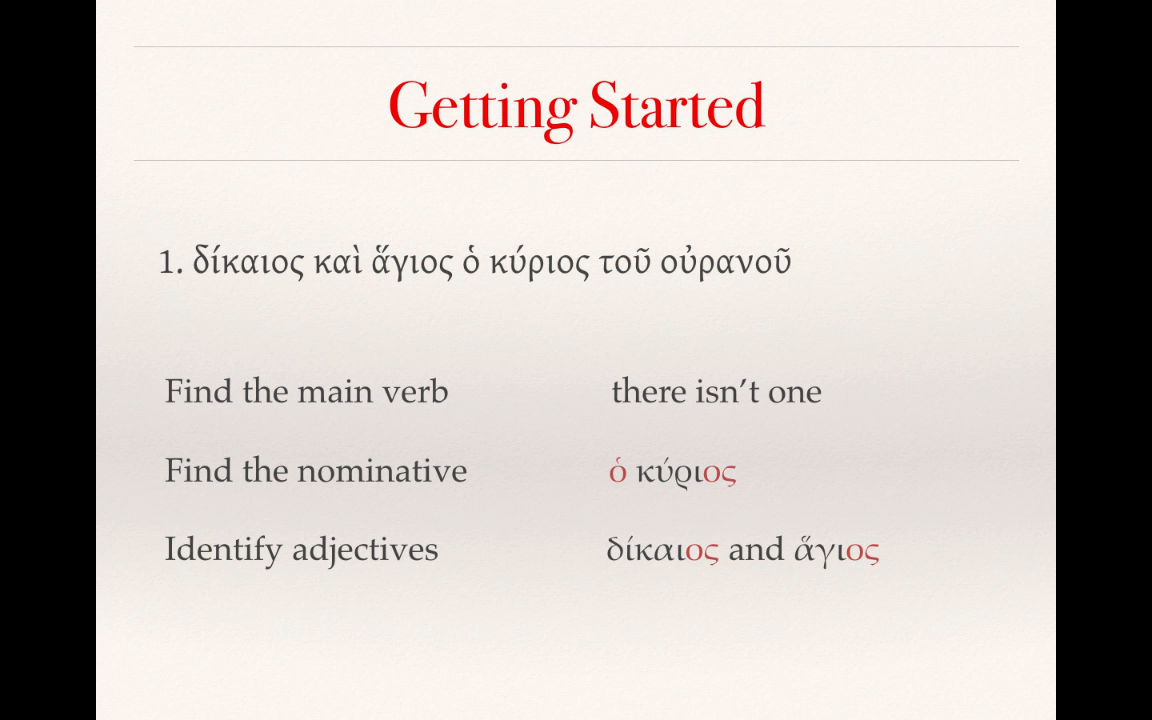 Getting Started
1. δίκαιος καὶ ἅγιος ὁ κύριος τοῦ οὐρανοῦ
Find the main verb there isn’t one
Find the nominative ὁ κύριος
Identify adjectives δίκαιος and ἅγιος